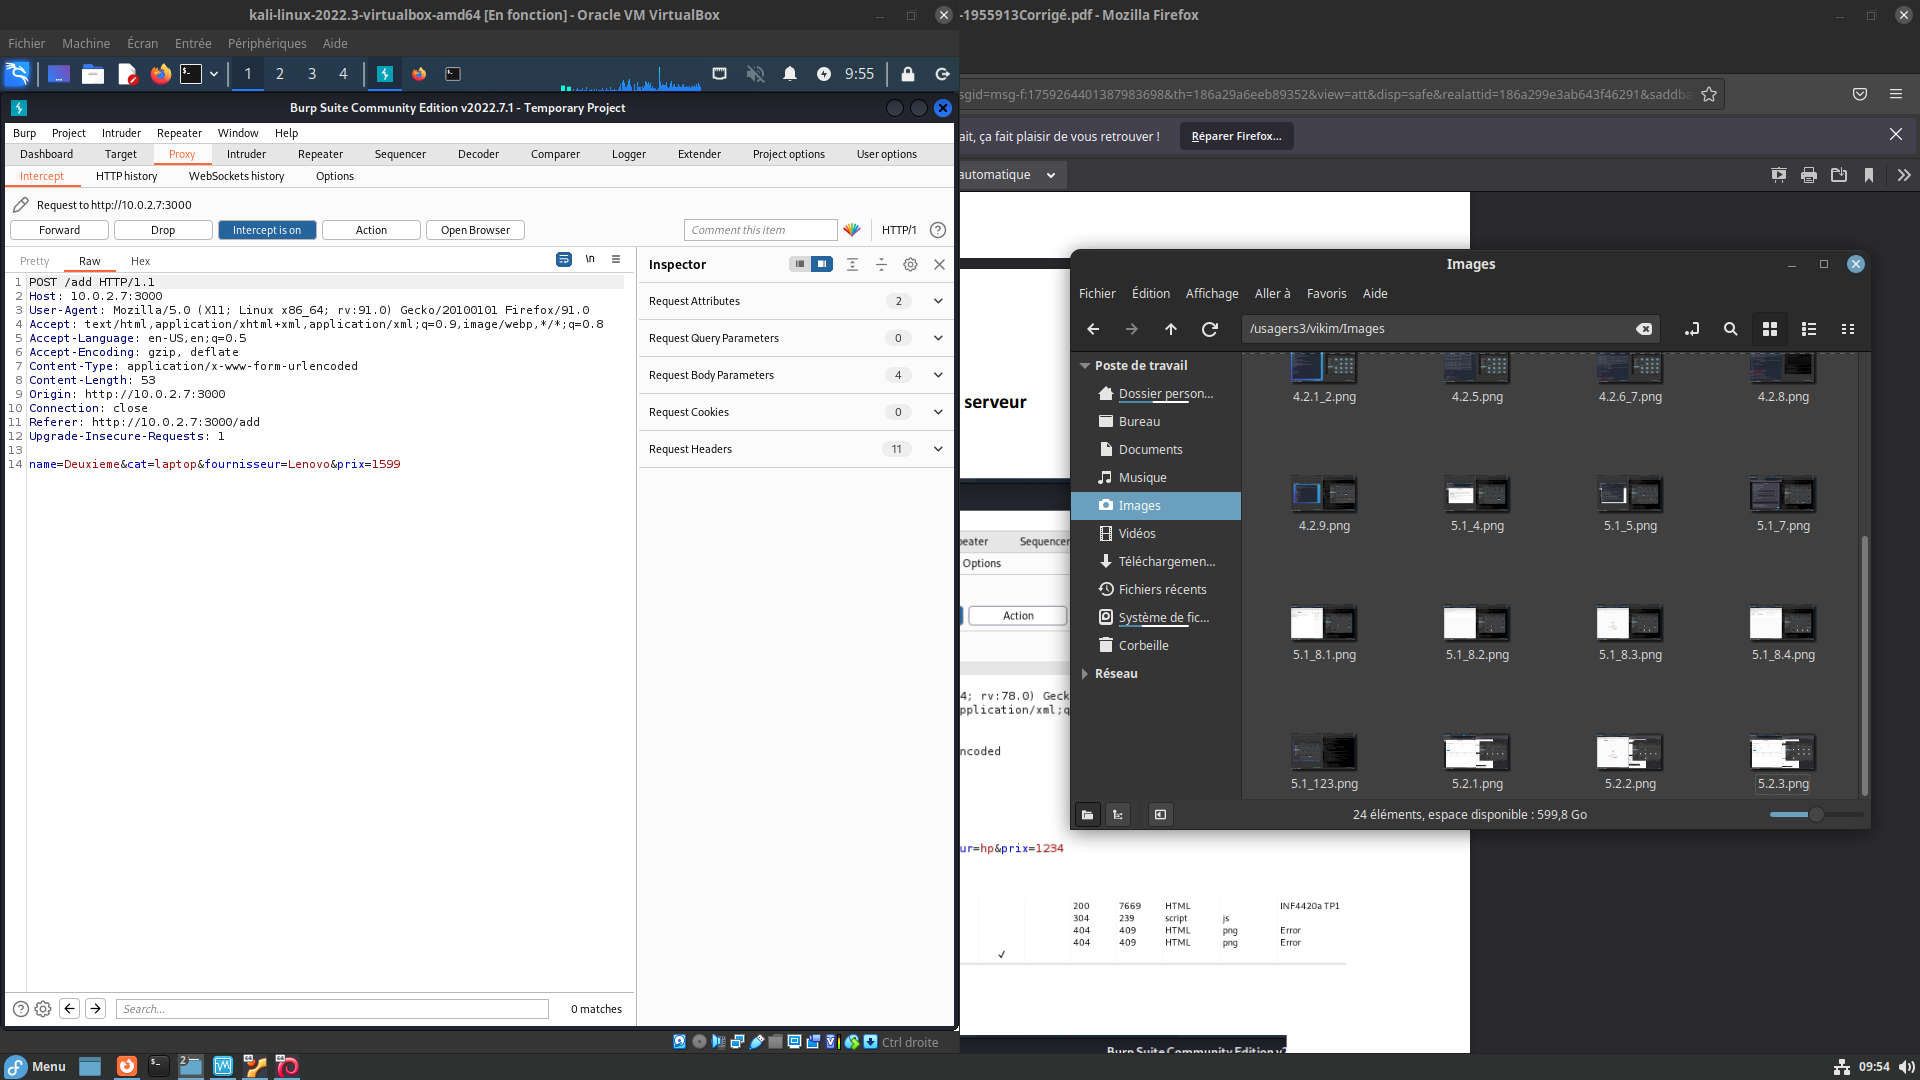 kali-linux-2022.3-virtualbox-amd64 [En fonction] - Oracle VM VirtualBox
-1955913Corrigé.pdf - Mozilla Firefox
Fichier Machine Écran Entrée Périphériques Aide
1 2 3 4 9:55
sgid=msg-f:1759264401387983698&th=186a29a6eeb89352&view=att&disp=safe&realattid=186a299e3ab643f46291&saddba
Burp Suite Community Edition v2022.7.1 - Temporary Project
ait, ça fait plaisir de vous retrouver ! Réparer Firefox...
Burp Project Intruder Repeater Window Help
Dashboard Target Proxy Intruder Repeater Sequencer Decoder Comparer Logger Extender Project options User options
automatique
Intercept HTTP history WebSockets history Options
Request to http://10.0.2.7:3000
Forward Drop Intercept is on Action Open Browser Comment this item HTTP/1
Pretty Raw Hex \n
Inspector
1 POST /add HTTP/1.1
2 Host: 10.0.2.7:3000
3 User-Agent: Mozilla/5.0 (X11; Linux x86_64; rv:91.0) Gecko/20100101 Firefox/91.0
4 Accept: text/html,application/xhtml+xml,application/xml;q=0.9,image/webp,*/*;q=0.8
5 Accept-Language: en-US,en;q=0.5
6 Accept-Encoding: gzip, deflate
7 Content-Type: application/x-www-form-urlencoded
8 Content-Length: 53
9 Origin: http://10.0.2.7:3000
10 Connection: close
11 Referer: http://10.0.2.7:3000/add
12 Upgrade-Insecure-Requests: 1
13
14 name=Deuxieme&cat=laptop&fournisseur=Lenovo&prix=1599
Request Attributes 2
Request Query Parameters 0
Request Body Parameters 4
Request Cookies 0
Request Headers 11
Search... 0 matches
Ctrl droite
serveur
peater Sequencer
Options
Action
4; rv:78.0) Geck
pplication/xml;q
ncoded
ur=hp&prix=1234
200 7669 HTML INF4420a TP1
304 239 script js
404 409 HTML png Error
404 409 HTML png Error
✓
Burp Suite Community Edition v2
Images
Fichier Édition Affichage Aller à Favoris Aide
/usagers3/vikim/Images
Poste de travail
Dossier person...
Bureau
Documents
Musique
Images
Vidéos
Téléchargemen...
Fichiers récents
Système de fic...
Corbeille
Réseau
4.2.1_2.png 4.2.5.png 4.2.6_7.png 4.2.8.png
4.2.9.png 5.1_4.png 5.1_5.png 5.1_7.png
5.1_8.1.png 5.1_8.2.png 5.1_8.3.png 5.1_8.4.png
5.1_123.png 5.2.1.png 5.2.2.png 5.2.3.png
24 éléments, espace disponible : 599,8 Go
Menu 2 09:54